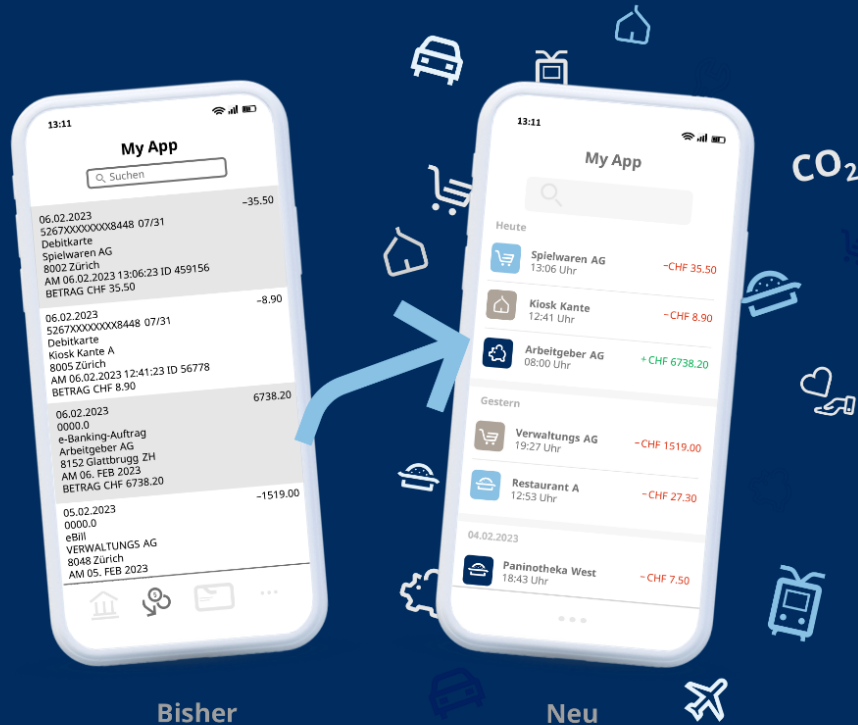 13:11
My App
Suchen
06.02.2023 –35.50
5267XXXXXXXX8448 07/31
Debitkarte
Spielwaren AG
8002 Zürich
AM 06.02.2023 13:06:23 ID 459156
BETRAG CHF 35.50
06.02.2023 –8.90
5267XXXXXXXX8448 07/31
Debitkarte
Kiosk Kante A
8005 Zürich
AM 06.02.2023 12:41:23 ID 56778
BETRAG CHF 8.90
06.02.2023 6738.20
0000.0
e-Banking-Auftrag
Arbeitgeber AG
8152 Glattbrugg ZH
AM 06. FEB 2023
BETRAG CHF 6738.20
05.02.2023 –1519.00
0000.0
eBill
VERWALTUNGS AG
8048 Zürich
AM 05. FEB 2023
Bisher
13:11
My App
Heute
Spielwaren AG –CHF 35.50
13:06 Uhr
Kiosk Kante –CHF 8.90
12:41 Uhr
Arbeitgeber AG +CHF 6738.20
08:00 Uhr
Gestern
Verwaltungs AG –CHF 1519.00
19:27 Uhr
Restaurant A –CHF 27.30
12:53 Uhr
04.02.2023
Paninotheka West –CHF 7.50
18:43 Uhr
Neu
CO₂